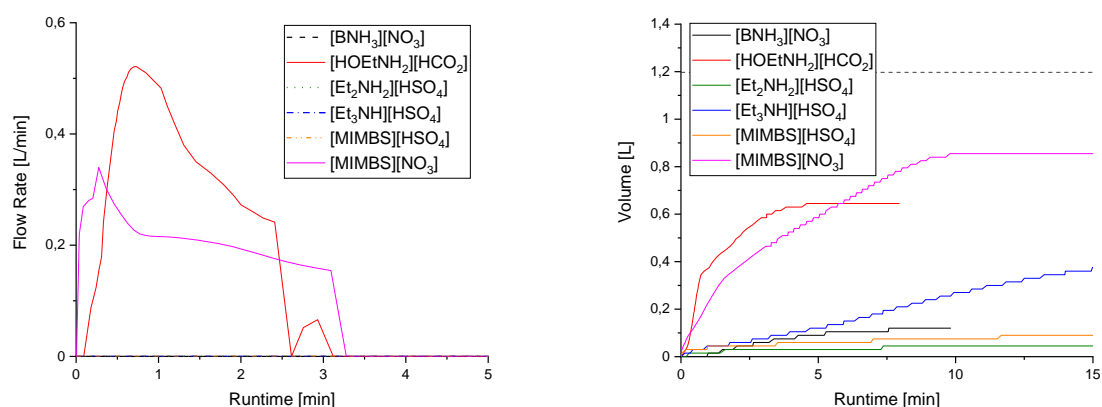 0,6
0,4
0,2
0
Flow Rate [L/min]
0
1
2
3
4
5
Runtime [min]
[BNH3][NO3]
[HOEtNH2][HCO2]
[Et2NH2][HSO4]
[Et3NH][HSO4]
[MIMBS][HSO4]
[MIMBS][NO3]
1,4
1,2
1
0,8
0,6
0,4
0,2
0
Volume [L]
0
5
10
15
Runtime [min]
[BNH3][NO3]
[HOEtNH2][HCO2]
[Et2NH2][HSO4]
[Et3NH][HSO4]
[MIMBS][HSO4]
[MIMBS][NO3]